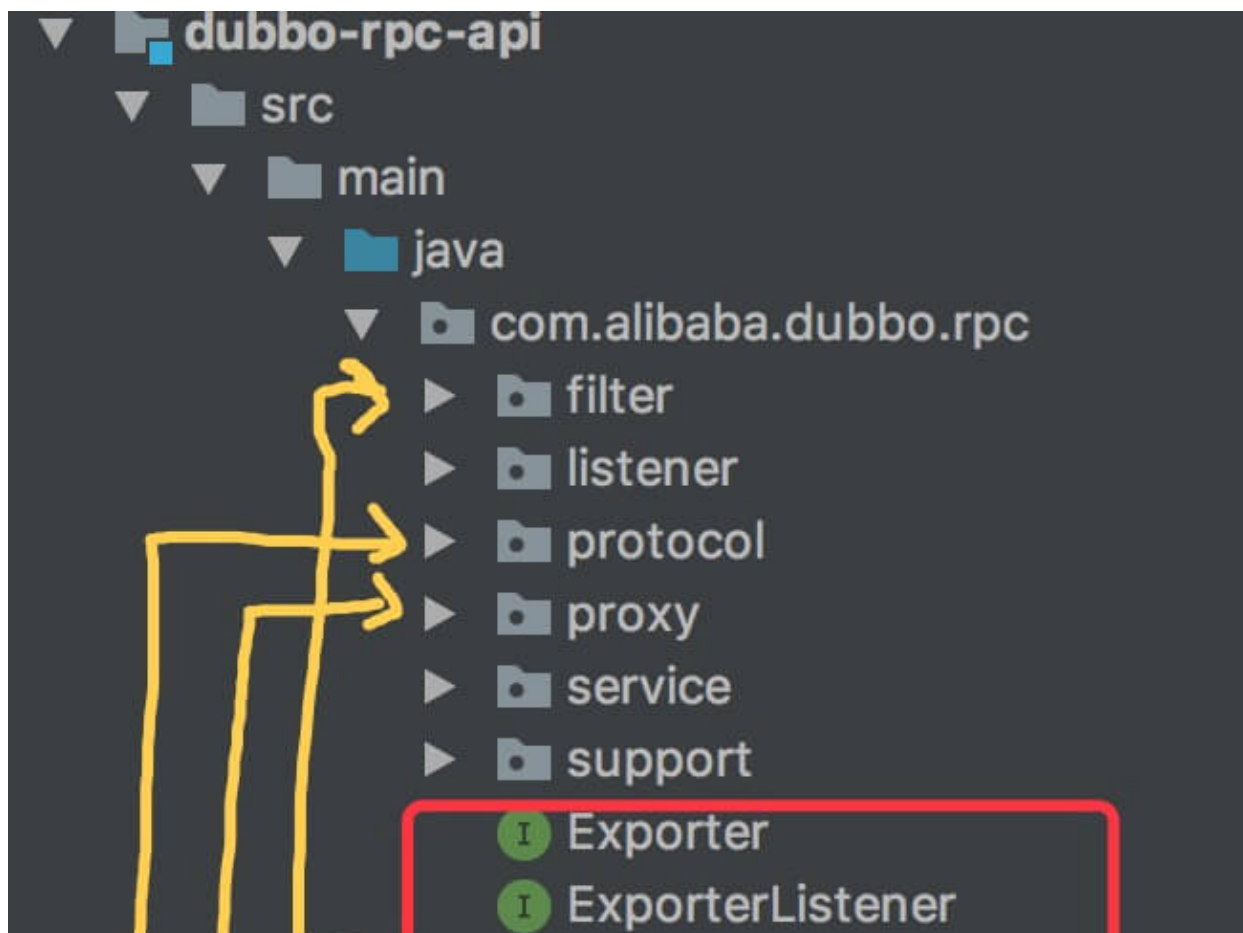 dubbo-rpc-api
src
main
java
com.alibaba.dubbo.rpc
filter
listener
protocol
proxy
service
support
I Exporter
I ExporterListener